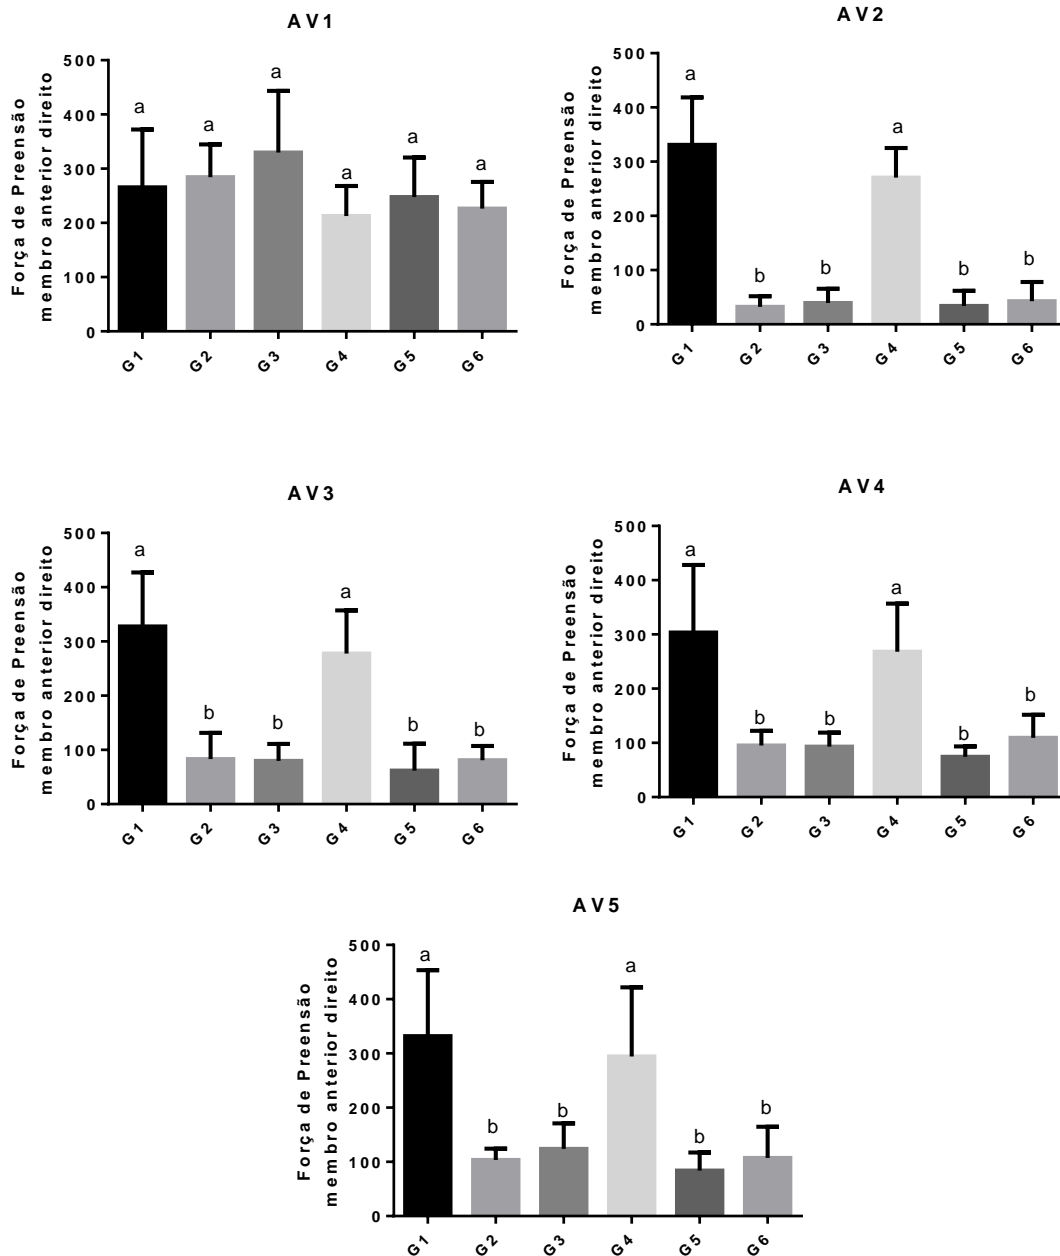 AV1
Força de Preensão
membro anterior direito
500
400
300
200
100
0
a
a
a
a
a
a
G1
G2
G3
G4
G5
G6
AV2
Força de Preensão
membro anterior direito
500
400
300
200
100
0
a
b
b
a
b
b
G1
G2
G3
G4
G5
G6
AV3
Força de Preensão
membro anterior direito
500
400
300
200
100
0
a
b
b
a
b
b
G1
G2
G3
G4
G5
G6
AV4
Força de Preensão
membro anterior direito
500
400
300
200
100
0
a
b
b
a
b
b
G1
G2
G3
G4
G5
G6
AV5
Força de Preensão
membro anterior direito
500
400
300
200
100
0
a
b
b
a
b
b
G1
G2
G3
G4
G5
G6